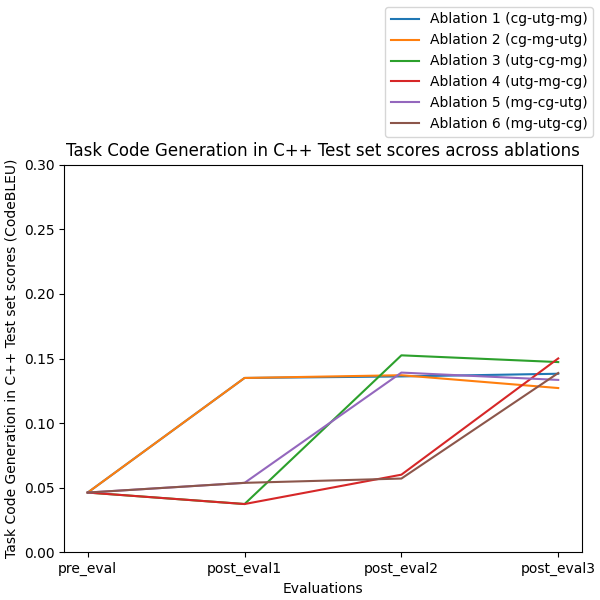 Ablation 1 (cg-utg-mg)
Ablation 2 (cg-mg-utg)
Ablation 3 (utg-cg-mg)
Ablation 4 (utg-mg-cg)
Ablation 5 (mg-cg-utg)
Ablation 6 (mg-utg-cg)
Task Code Generation in C++ Test set scores across ablations
Task Code Generation in C++ Test set scores (CodeBLEU)
0.30
0.25
0.20
0.15
0.10
0.05
0.00
pre_eval post_eval1 post_eval2 post_eval3
Evaluations